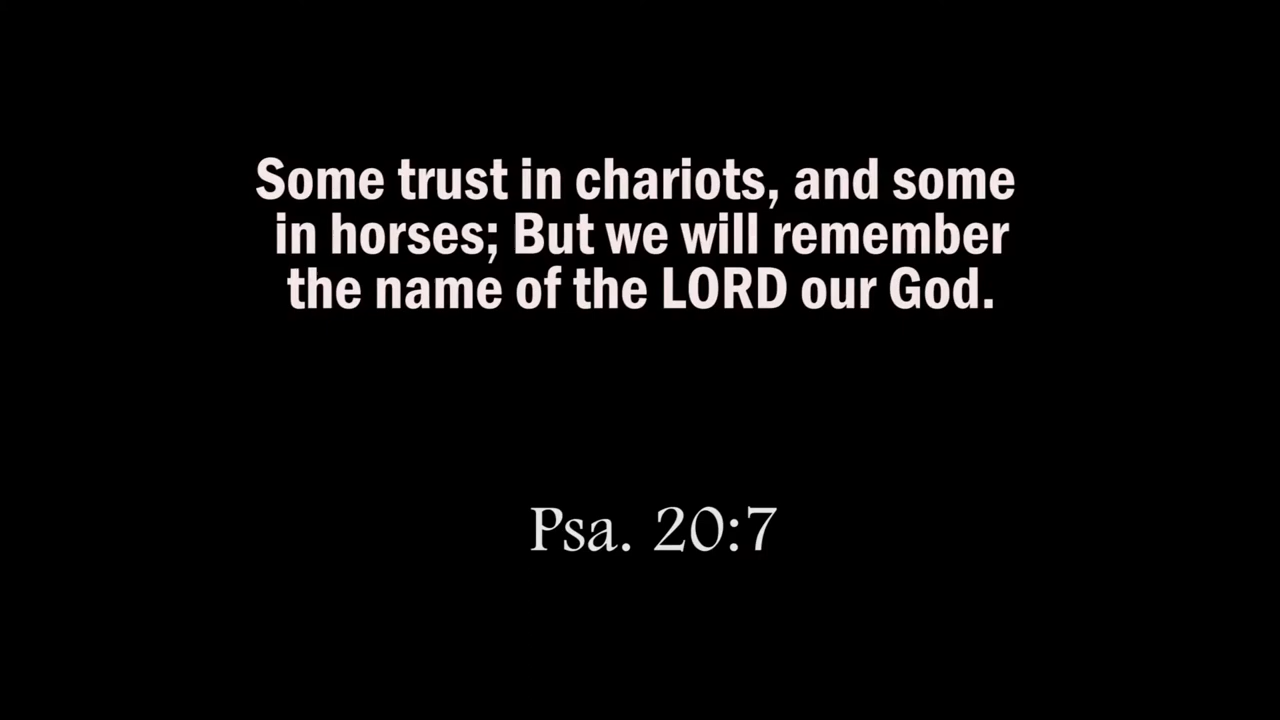 Some trust in chariots, and some
in horses; But we will remember
the name of the LORD our God.
Psa. 20:7